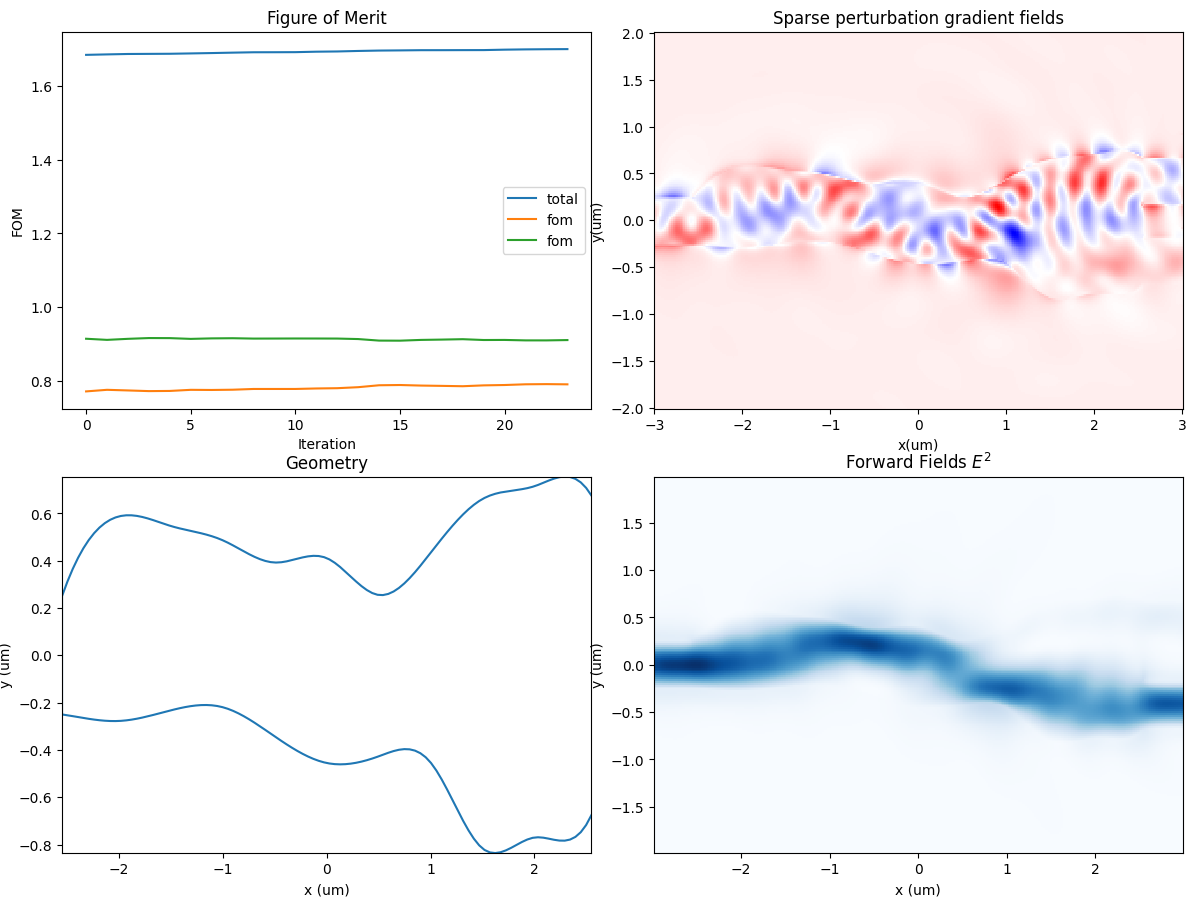 Figure of Merit
FOM
1.6
1.4
1.2
1.0
0.8
total
fom
fom
0 5 10 15 20
Iteration
Sparse perturbation gradient fields
y(um)
2.0
1.5
1.0
0.5
0.0
−0.5
−1.0
−1.5
−2.0
−3 −2 −1 0 1 2 3
x(um)
Geometry
y (um)
0.6
0.4
0.2
0.0
−0.2
−0.4
−0.6
−0.8
−2 −1 0 1 2
x (um)
Forward Fields E²
y (um)
1.5
1.0
0.5
0.0
−0.5
−1.0
−1.5
−2 −1 0 1 2
x (um)